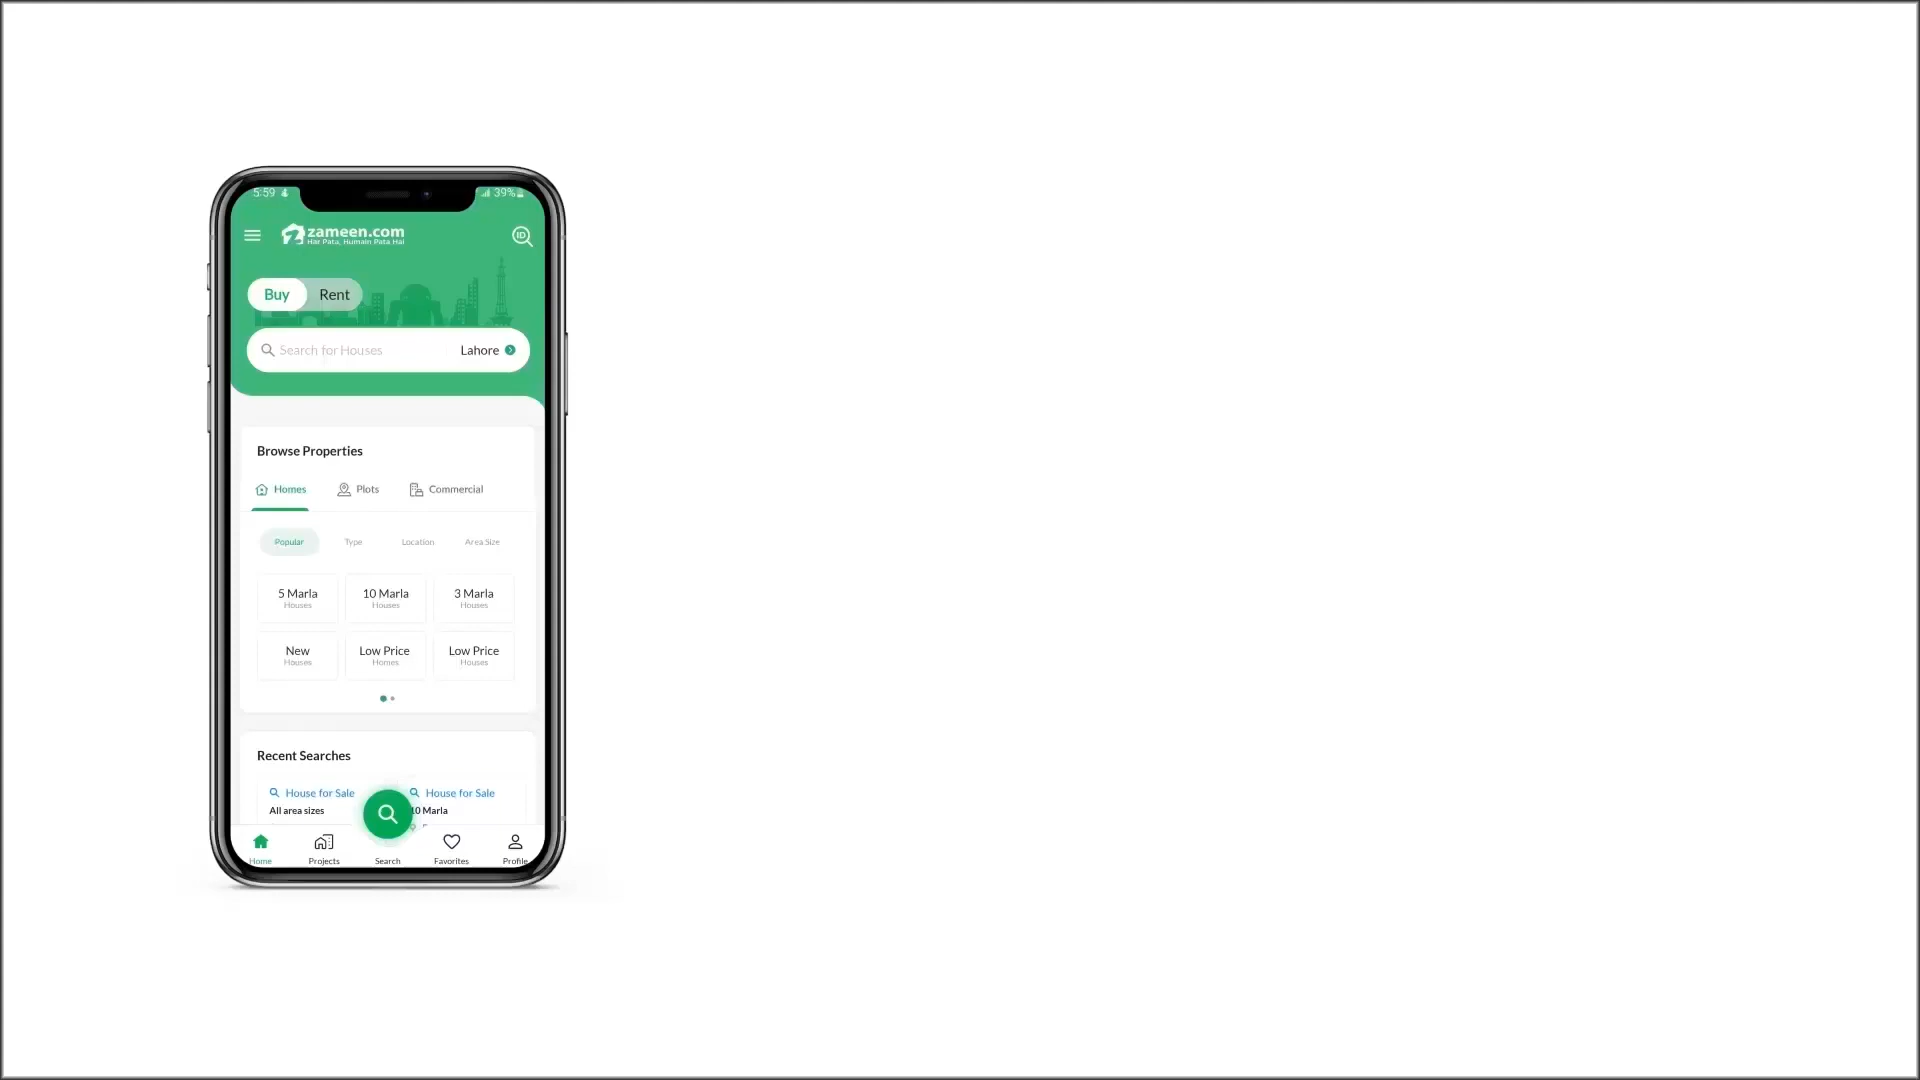 5:59
39%
zameen.com
Har Pata, Humain Pata Hai
ID
Buy Rent
Search for Houses Lahore
Browse Properties
Homes Plots Commercial
Popular Type Location Area Size
5 Marla 10 Marla 3 Marla
Houses Houses Houses
New Low Price Low Price
Houses Homes Houses
Recent Searches
House for Sale House for Sale
All area sizes 10 Marla
Home Projects Search Favorites Profile